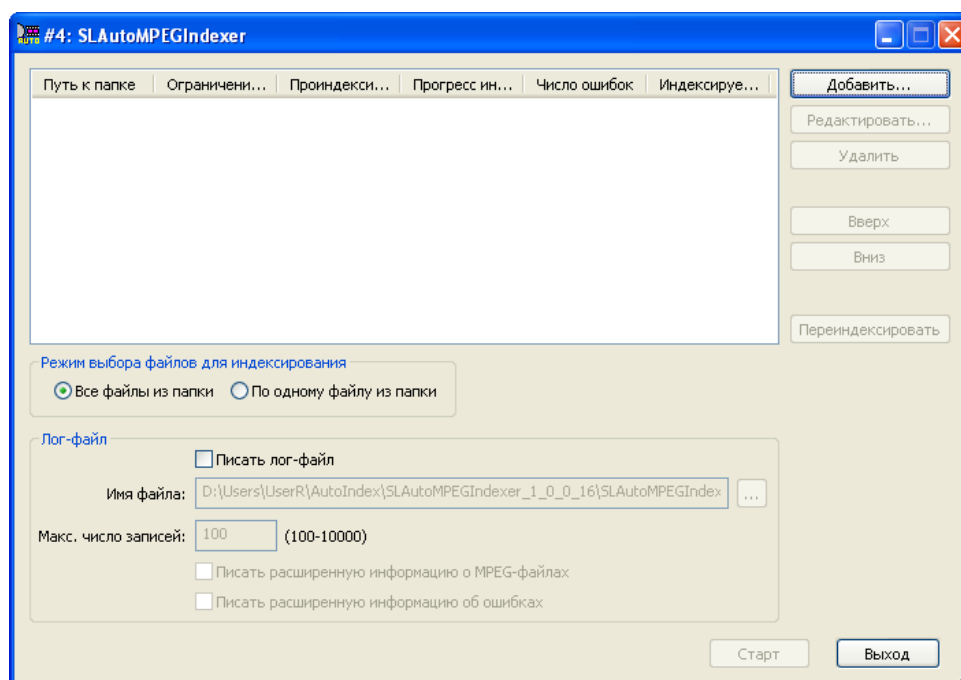 AUTO #4: SLAutoMPEGIndexer
Путь к папке Ограничени... Проиндекси... Прогресс ин... Число ошибок Индексируе...
Добавить...
Редактировать...
Удалить
Вверх
Вниз
Переиндексировать
Режим выбора файлов для индексирования
Все файлы из папки По одному файлу из папки
Лог-файл
Писать лог-файл
Имя файла: D:\Users\UserR\AutoIndex\SLAutoMPEGIndexer_1_0_0_16\SLAutoMPEGIndex ...
Макс. число записей: 100 (100-10000)
Писать расширенную информацию о MPEG-файлах
Писать расширенную информацию об ошибках
Старт Выход